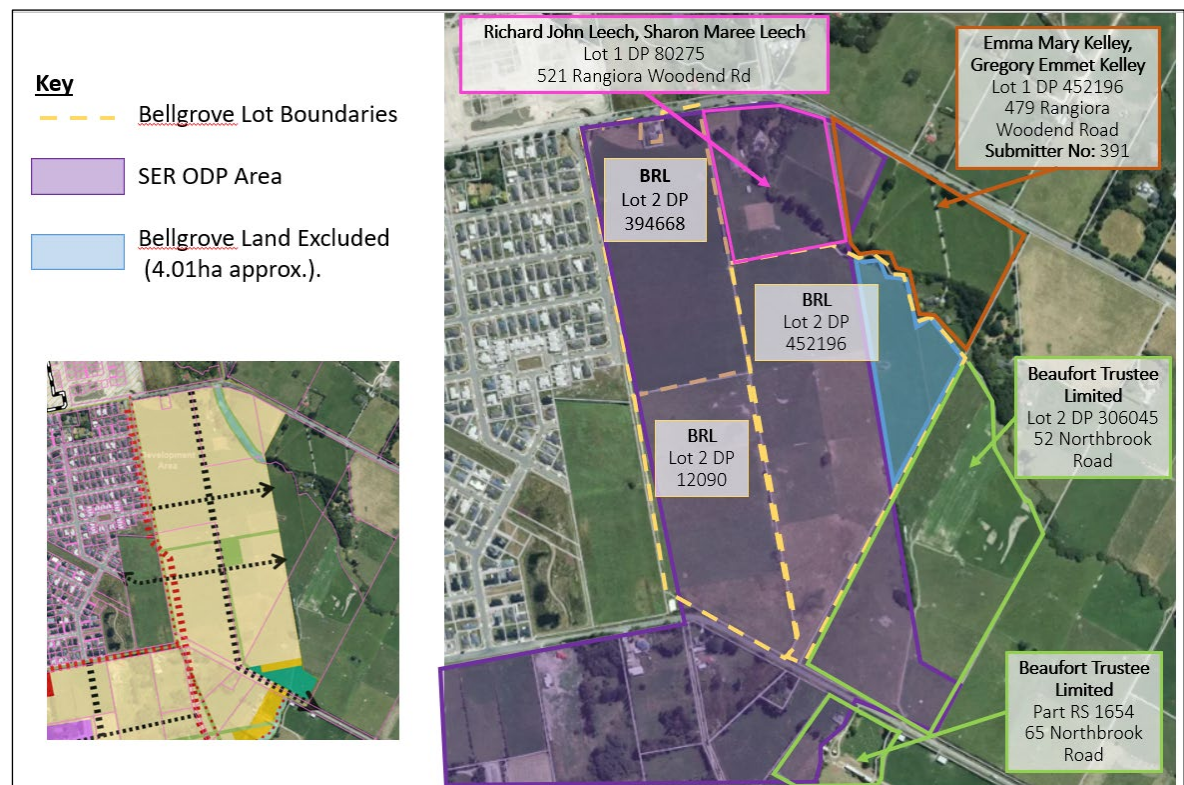 Key
Bellgrove Lot Boundaries
SER ODP Area
Bellgrove Land Excluded
(4.01ha approx.).
Development
Area
Richard John Leech, Sharon Maree Leech
Lot 1 DP 80275
521 Rangiora Woodend Rd
Emma Mary Kelley,
Gregory Emmet Kelley
Lot 1 DP 452196
479 Rangiora
Woodend Road
Submitter No: 391
BRL
Lot 2 DP
394668
BRL
Lot 2 DP
452196
BRL
Lot 2 DP
12090
Beaufort Trustee
Limited
Lot 2 DP 306045
52 Northbrook
Road
Beaufort Trustee
Limited
Part RS 1654
65 Northbrook
Road